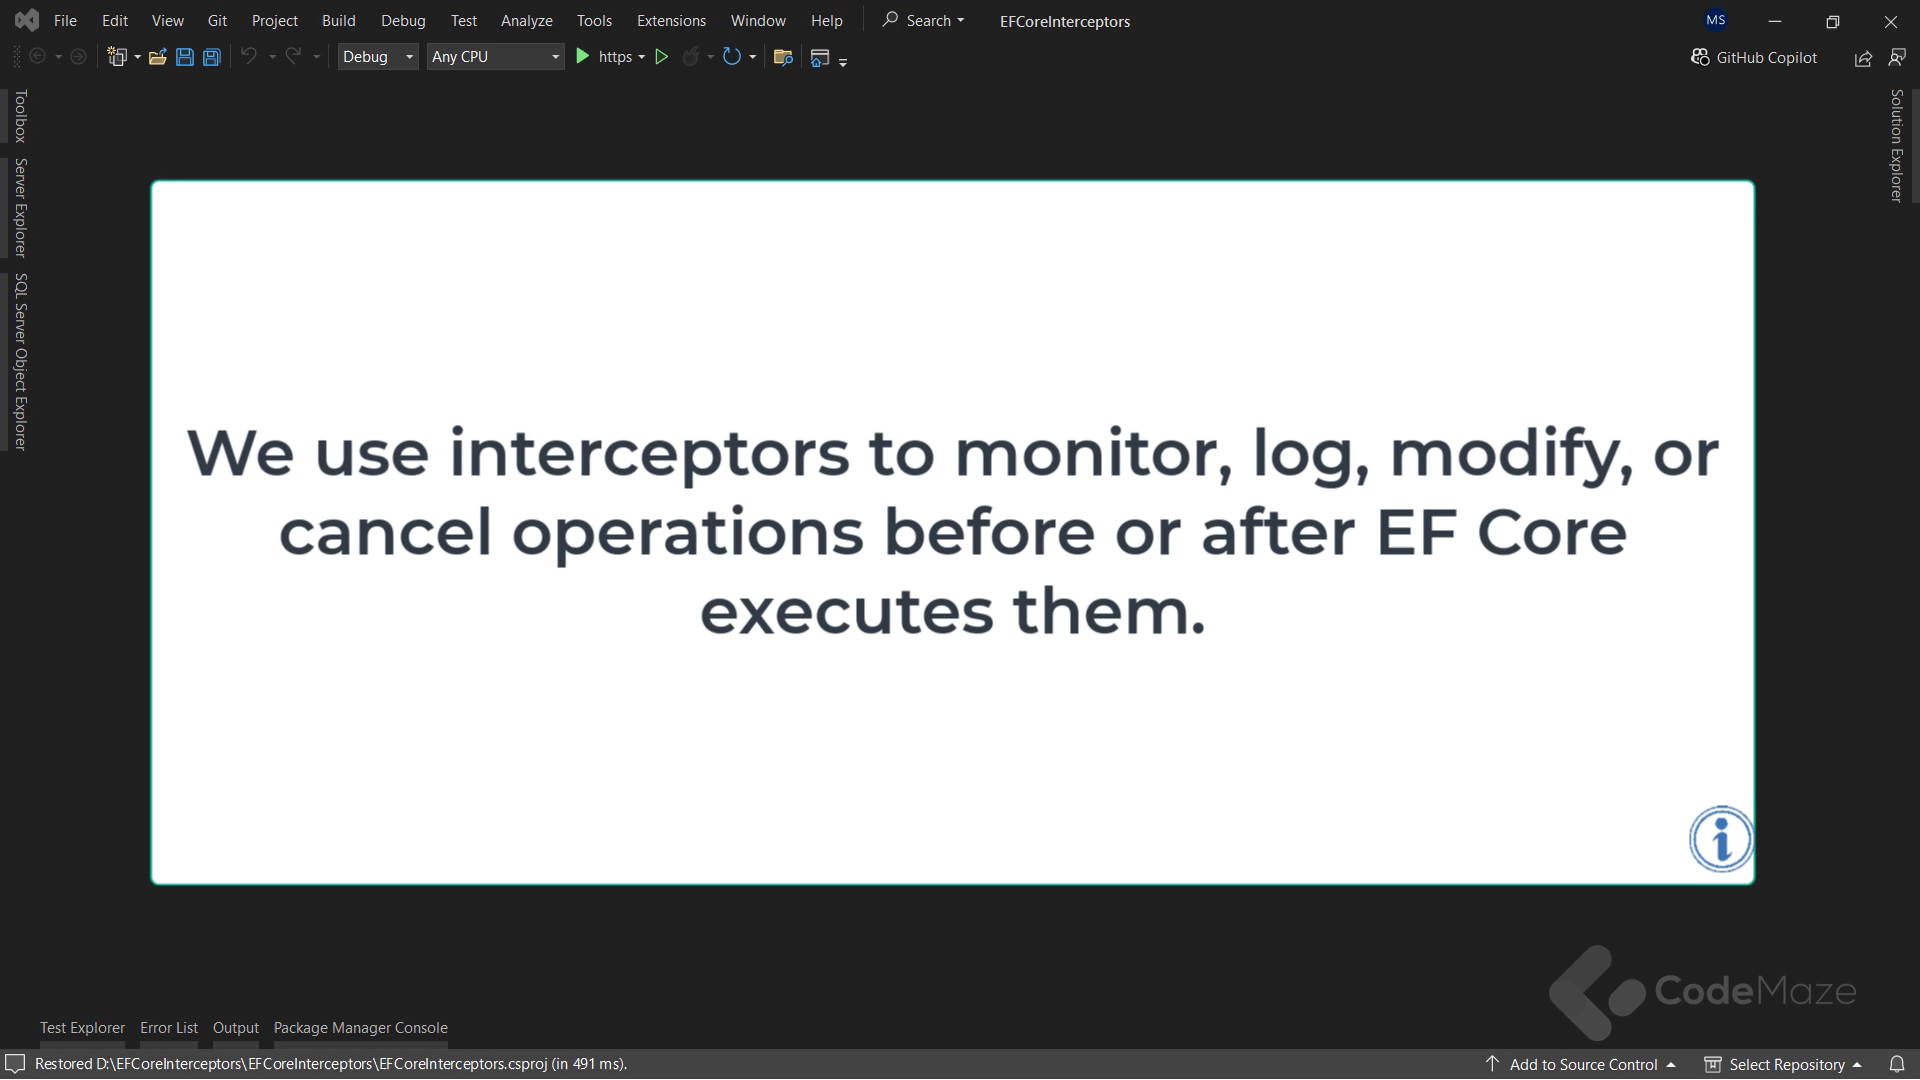 File Edit View Git Project Build Debug Test Analyze Tools Extensions Window Help Search EFCoreInterceptors MS
Debug Any CPU https GitHub Copilot
Toolbox
Server Explorer
SQL Server Object Explorer
Solution Explorer
We use interceptors to monitor, log, modify, or
cancel operations before or after EF Core
executes them.
CodeMaze
Test Explorer Error List Output Package Manager Console
Restored D:\EFCoreInterceptors\EFCoreInterceptors\EFCoreInterceptors.csproj (in 491 ms). Add to Source Control Select Repository